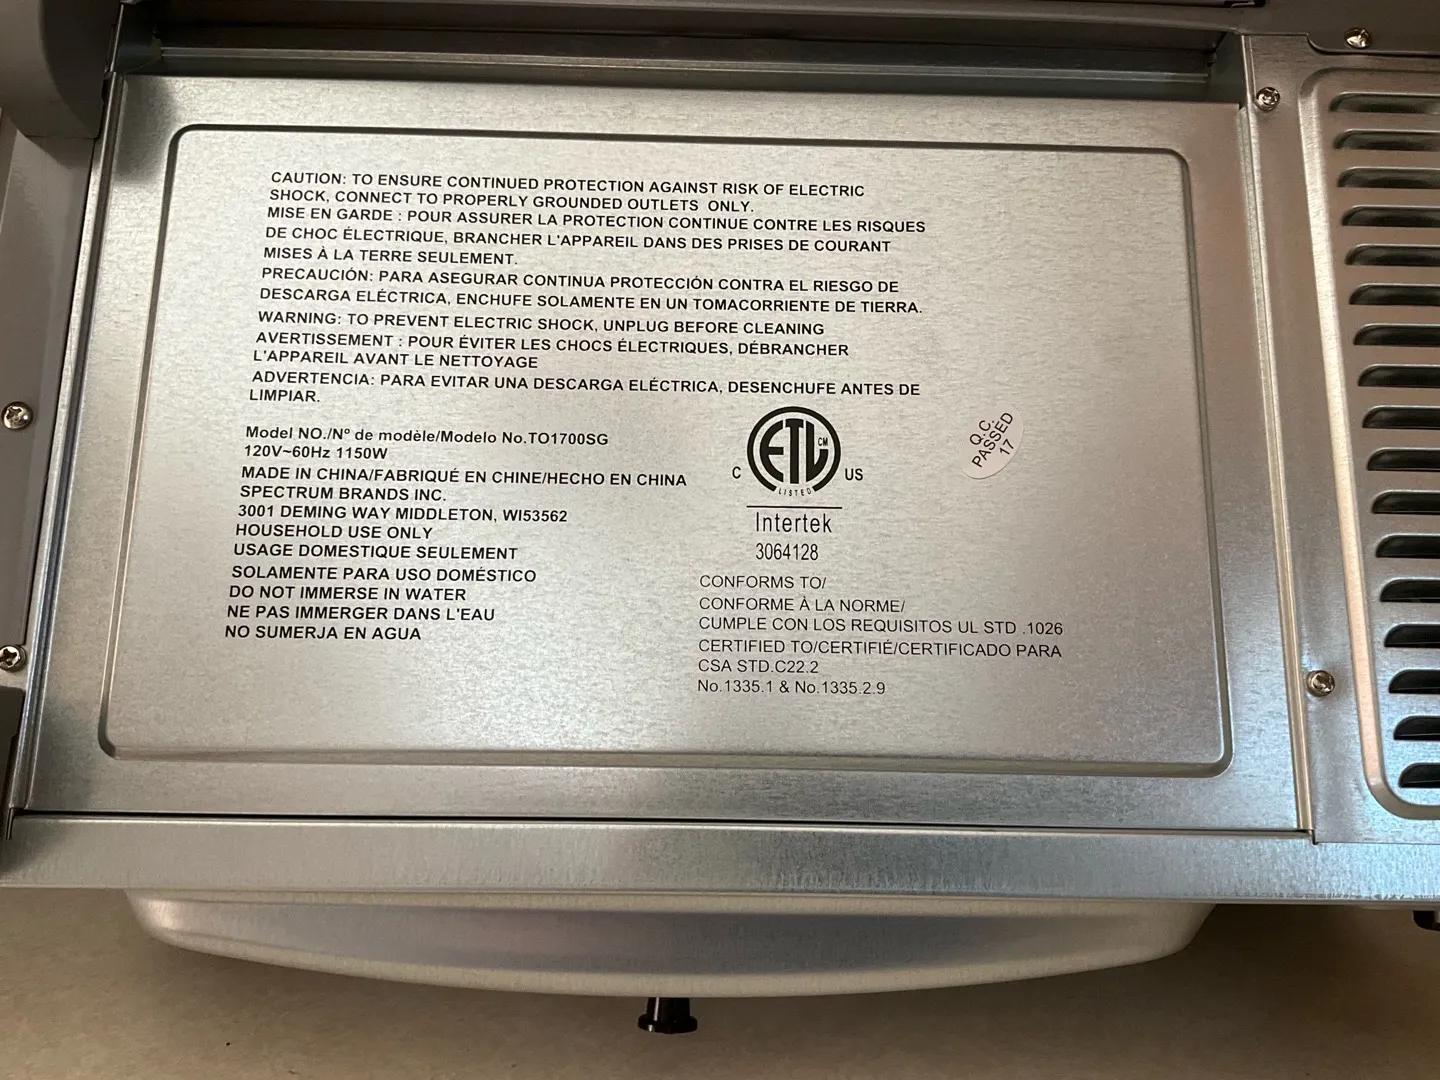 CAUTION: TO ENSURE CONTINUED PROTECTION AGAINST RISK OF ELECTRIC
SHOCK, CONNECT TO PROPERLY GROUNDED OUTLETS ONLY.
MISE EN GARDE : POUR ASSURER LA PROTECTION CONTINUE CONTRE LES RISQUES
DE CHOC ÉLECTRIQUE, BRANCHER L'APPAREIL DANS DES PRISES DE COURANT
MISES À LA TERRE SEULEMENT.
PRECAUCIÓN: PARA ASEGURAR CONTINUA PROTECCIÓN CONTRA EL RIESGO DE
DESCARGA ELÉCTRICA, ENCHUFE SOLAMENTE EN UN TOMACORRIENTE DE TIERRA.
WARNING: TO PREVENT ELECTRIC SHOCK, UNPLUG BEFORE CLEANING
AVERTISSEMENT : POUR ÉVITER LES CHOCS ÉLECTRIQUES, DÉBRANCHER
L'APPAREIL AVANT LE NETTOYAGE
ADVERTENCIA: PARA EVITAR UNA DESCARGA ELÉCTRICA, DESENCHUFE ANTES DE
LIMPIAR.
Model NO./Nº de modèle/Modelo No.TO1700SG
120V~60Hz 1150W
MADE IN CHINA/FABRIQUÉ EN CHINE/HECHO EN CHINA
SPECTRUM BRANDS INC.
3001 DEMING WAY MIDDLETON, WI53562
HOUSEHOLD USE ONLY
USAGE DOMESTIQUE SEULEMENT
SOLAMENTE PARA USO DOMÉSTICO
DO NOT IMMERSE IN WATER
NE PAS IMMERGER DANS L'EAU
NO SUMERJA EN AGUA
ETL CM
LISTED
C US
Intertek
3064128
CONFORMS TO/
CONFORME À LA NORME/
CUMPLE CON LOS REQUISITOS UL STD .1026
CERTIFIED TO/CERTIFIÉ/CERTIFICADO PARA
CSA STD.C22.2
No.1335.1 & No.1335.2.9
Q.C.
PASSED
17